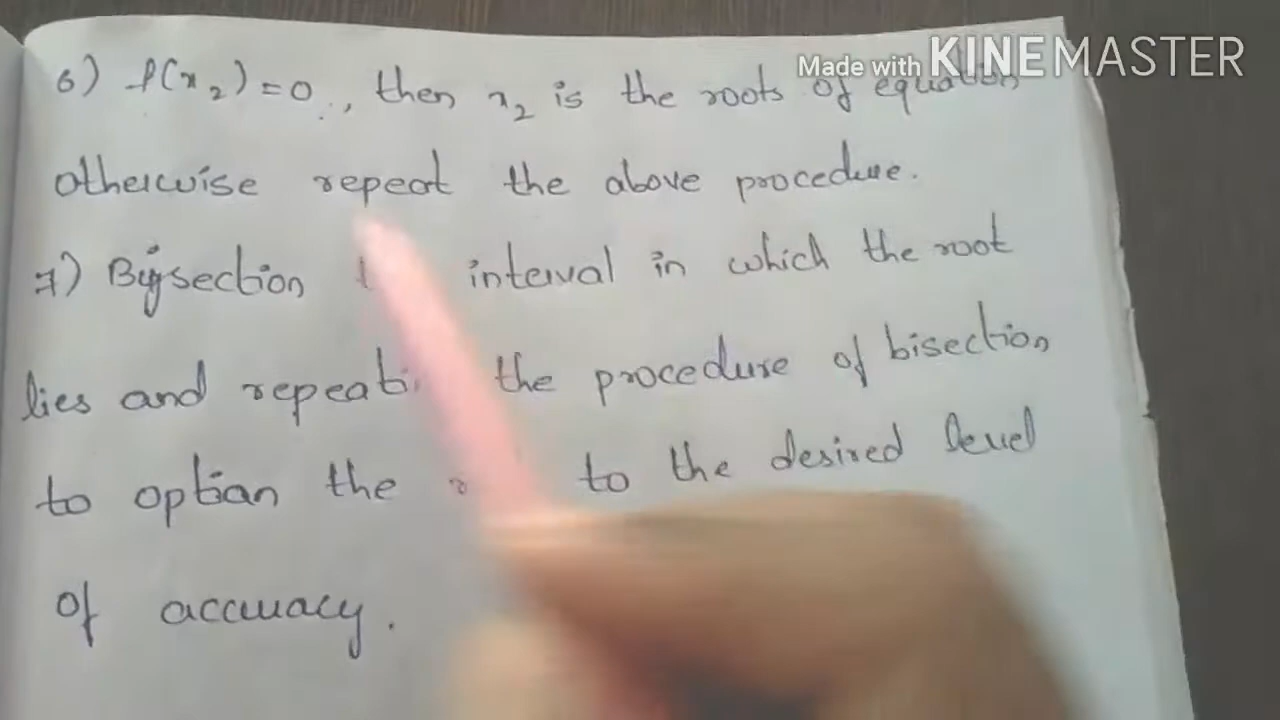 Made with KINEMASTER
6) f(x2)=0., then x2 is the roots of equation
otherwise repeat the above procedure.
7) Bysection interval in which the root
lies and the procedure of bisection
to optian the to the desired level
of accuracy.